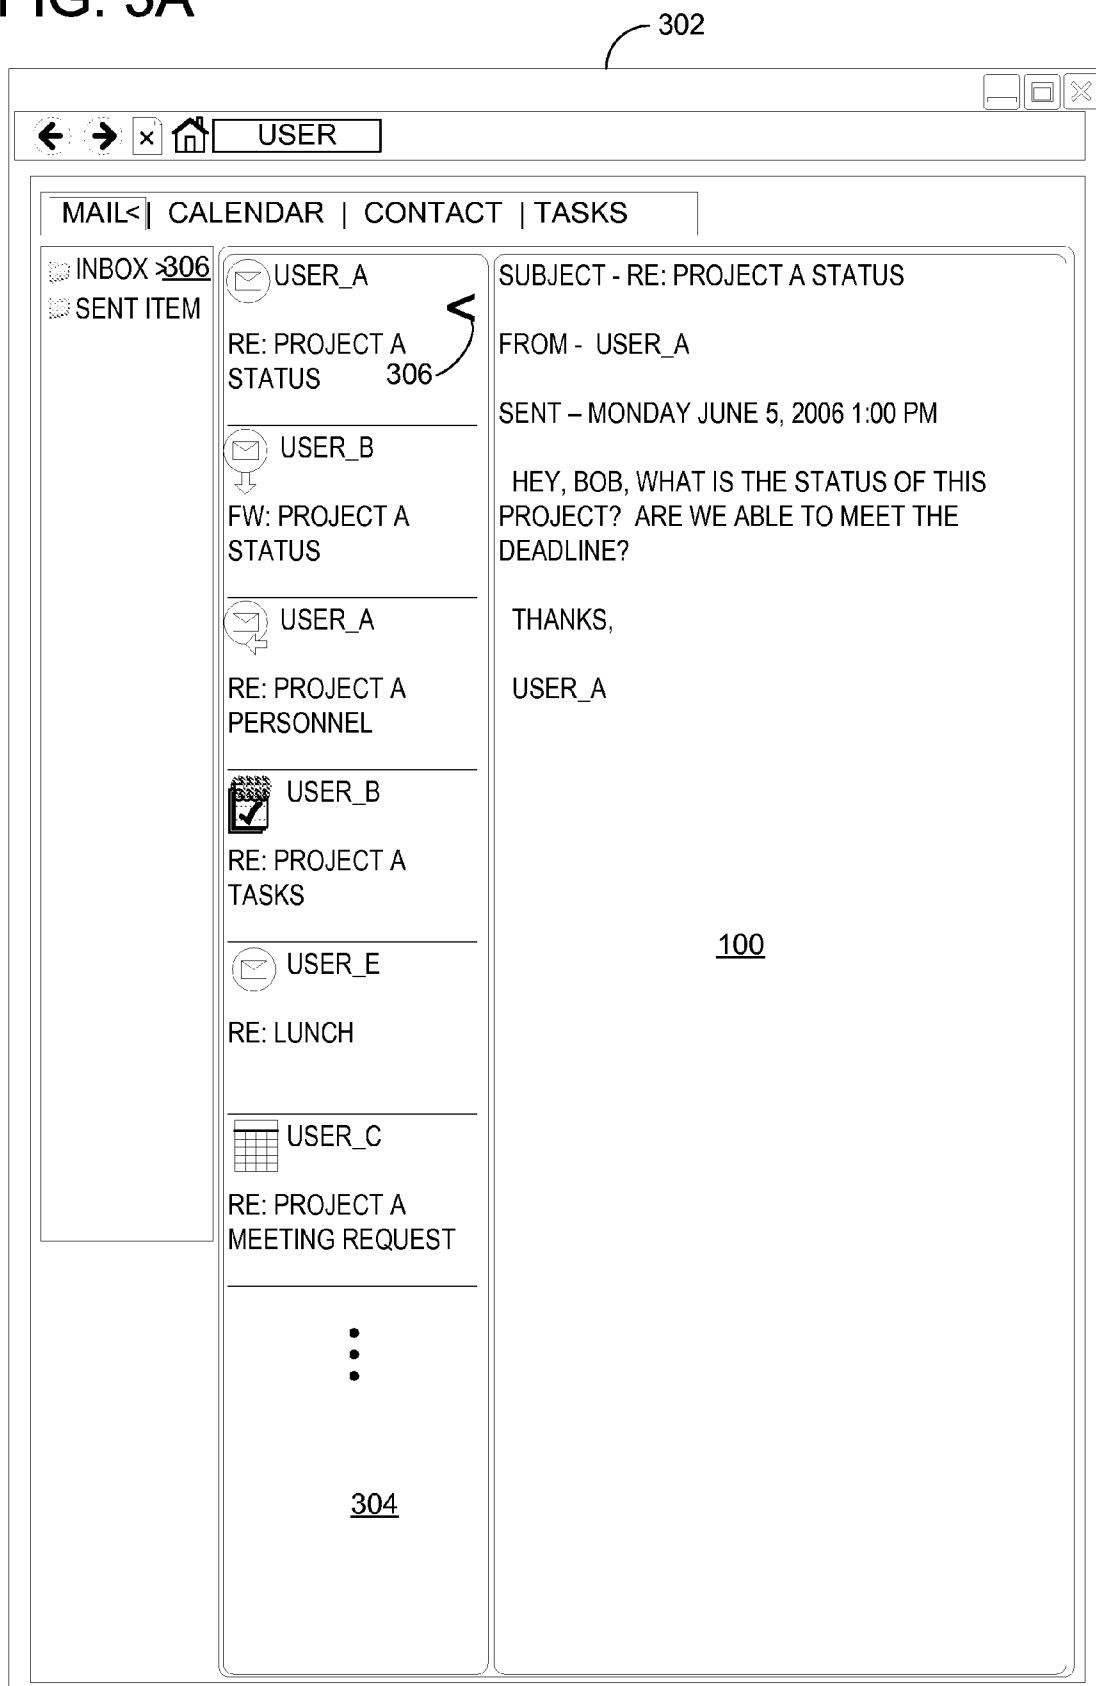 FIG. 3A
302
USER
MAIL< | CALENDAR | CONTACT | TASKS
INBOX >306
SENT ITEM
USER_A
<
RE: PROJECT A
STATUS
306
USER_B
FW: PROJECT A
STATUS
USER_A
RE: PROJECT A
PERSONNEL
USER_B
RE: PROJECT A
TASKS
USER_E
RE: LUNCH
USER_C
RE: PROJECT A
MEETING REQUEST
304
SUBJECT - RE: PROJECT A STATUS
FROM - USER_A
SENT – MONDAY JUNE 5, 2006 1:00 PM
HEY, BOB, WHAT IS THE STATUS OF THIS
PROJECT? ARE WE ABLE TO MEET THE
DEADLINE?
THANKS,
USER_A
100